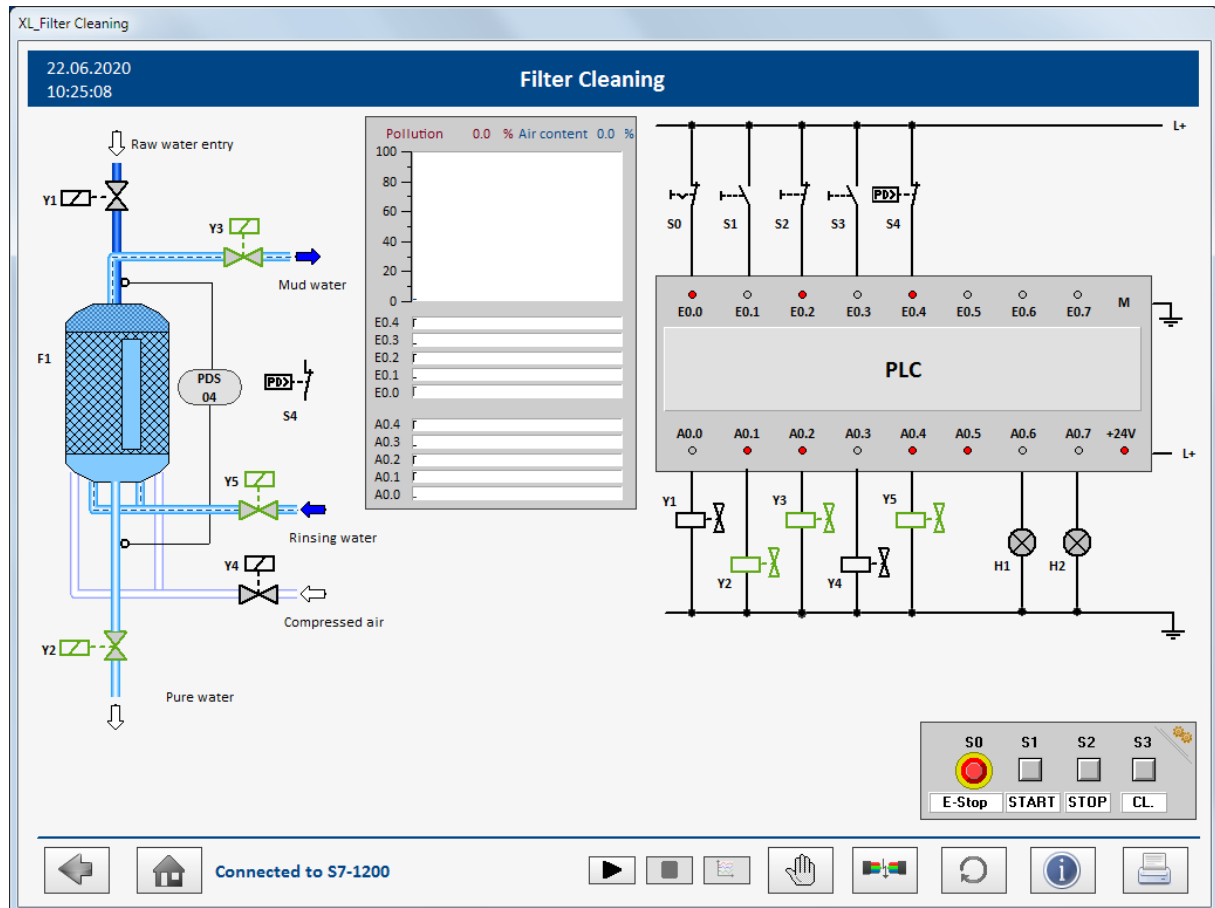 XL_Filter Cleaning
22.06.2020
10:25:08
Filter Cleaning
Raw water entry
Y1
Y3
Mud water
F1
PDS
04
PD>
S4
Y5
Rinsing water
Y4
Compressed air
Y2
Pure water
Pollution 0.0 % Air content 0.0 %
100
80
60
40
20
0
E0.4
E0.3
E0.2
E0.1
E0.0
A0.4
A0.3
A0.2
A0.1
A0.0
L+
PD>
S0 S1 S2 S3 S4
E0.0 E0.1 E0.2 E0.3 E0.4 E0.5 E0.6 E0.7 M
PLC
A0.0 A0.1 A0.2 A0.3 A0.4 A0.5 A0.6 A0.7 +24V
L+
Y1 Y3 Y5
Y2 Y4 H1 H2
S0 S1 S2 S3
E-Stop START STOP CL.
Connected to S7-1200